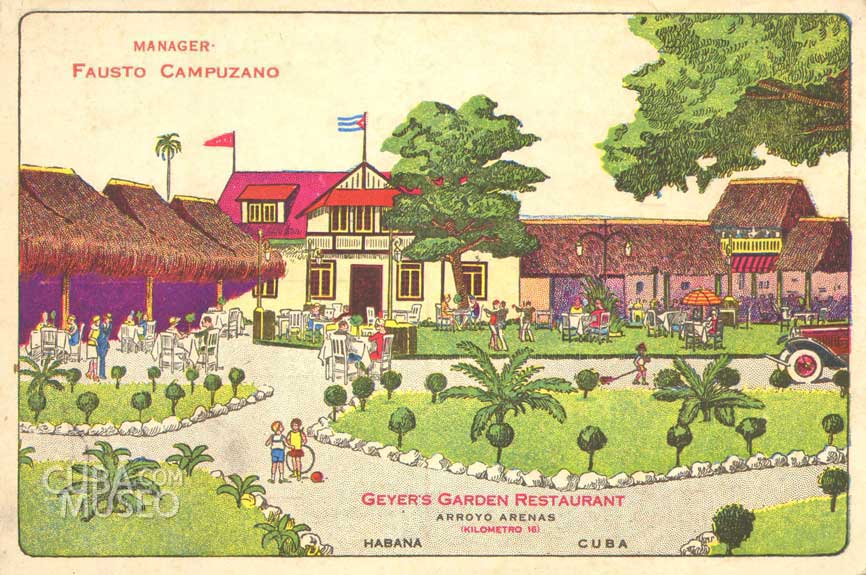 MANAGER·
FAUSTO CAMPUZANO
CUBA.COM
MUSEO
GEYER'S GARDEN RESTAURANT
ARROYO ARENAS
(KILOMETRO 16)
HABANA CUBA